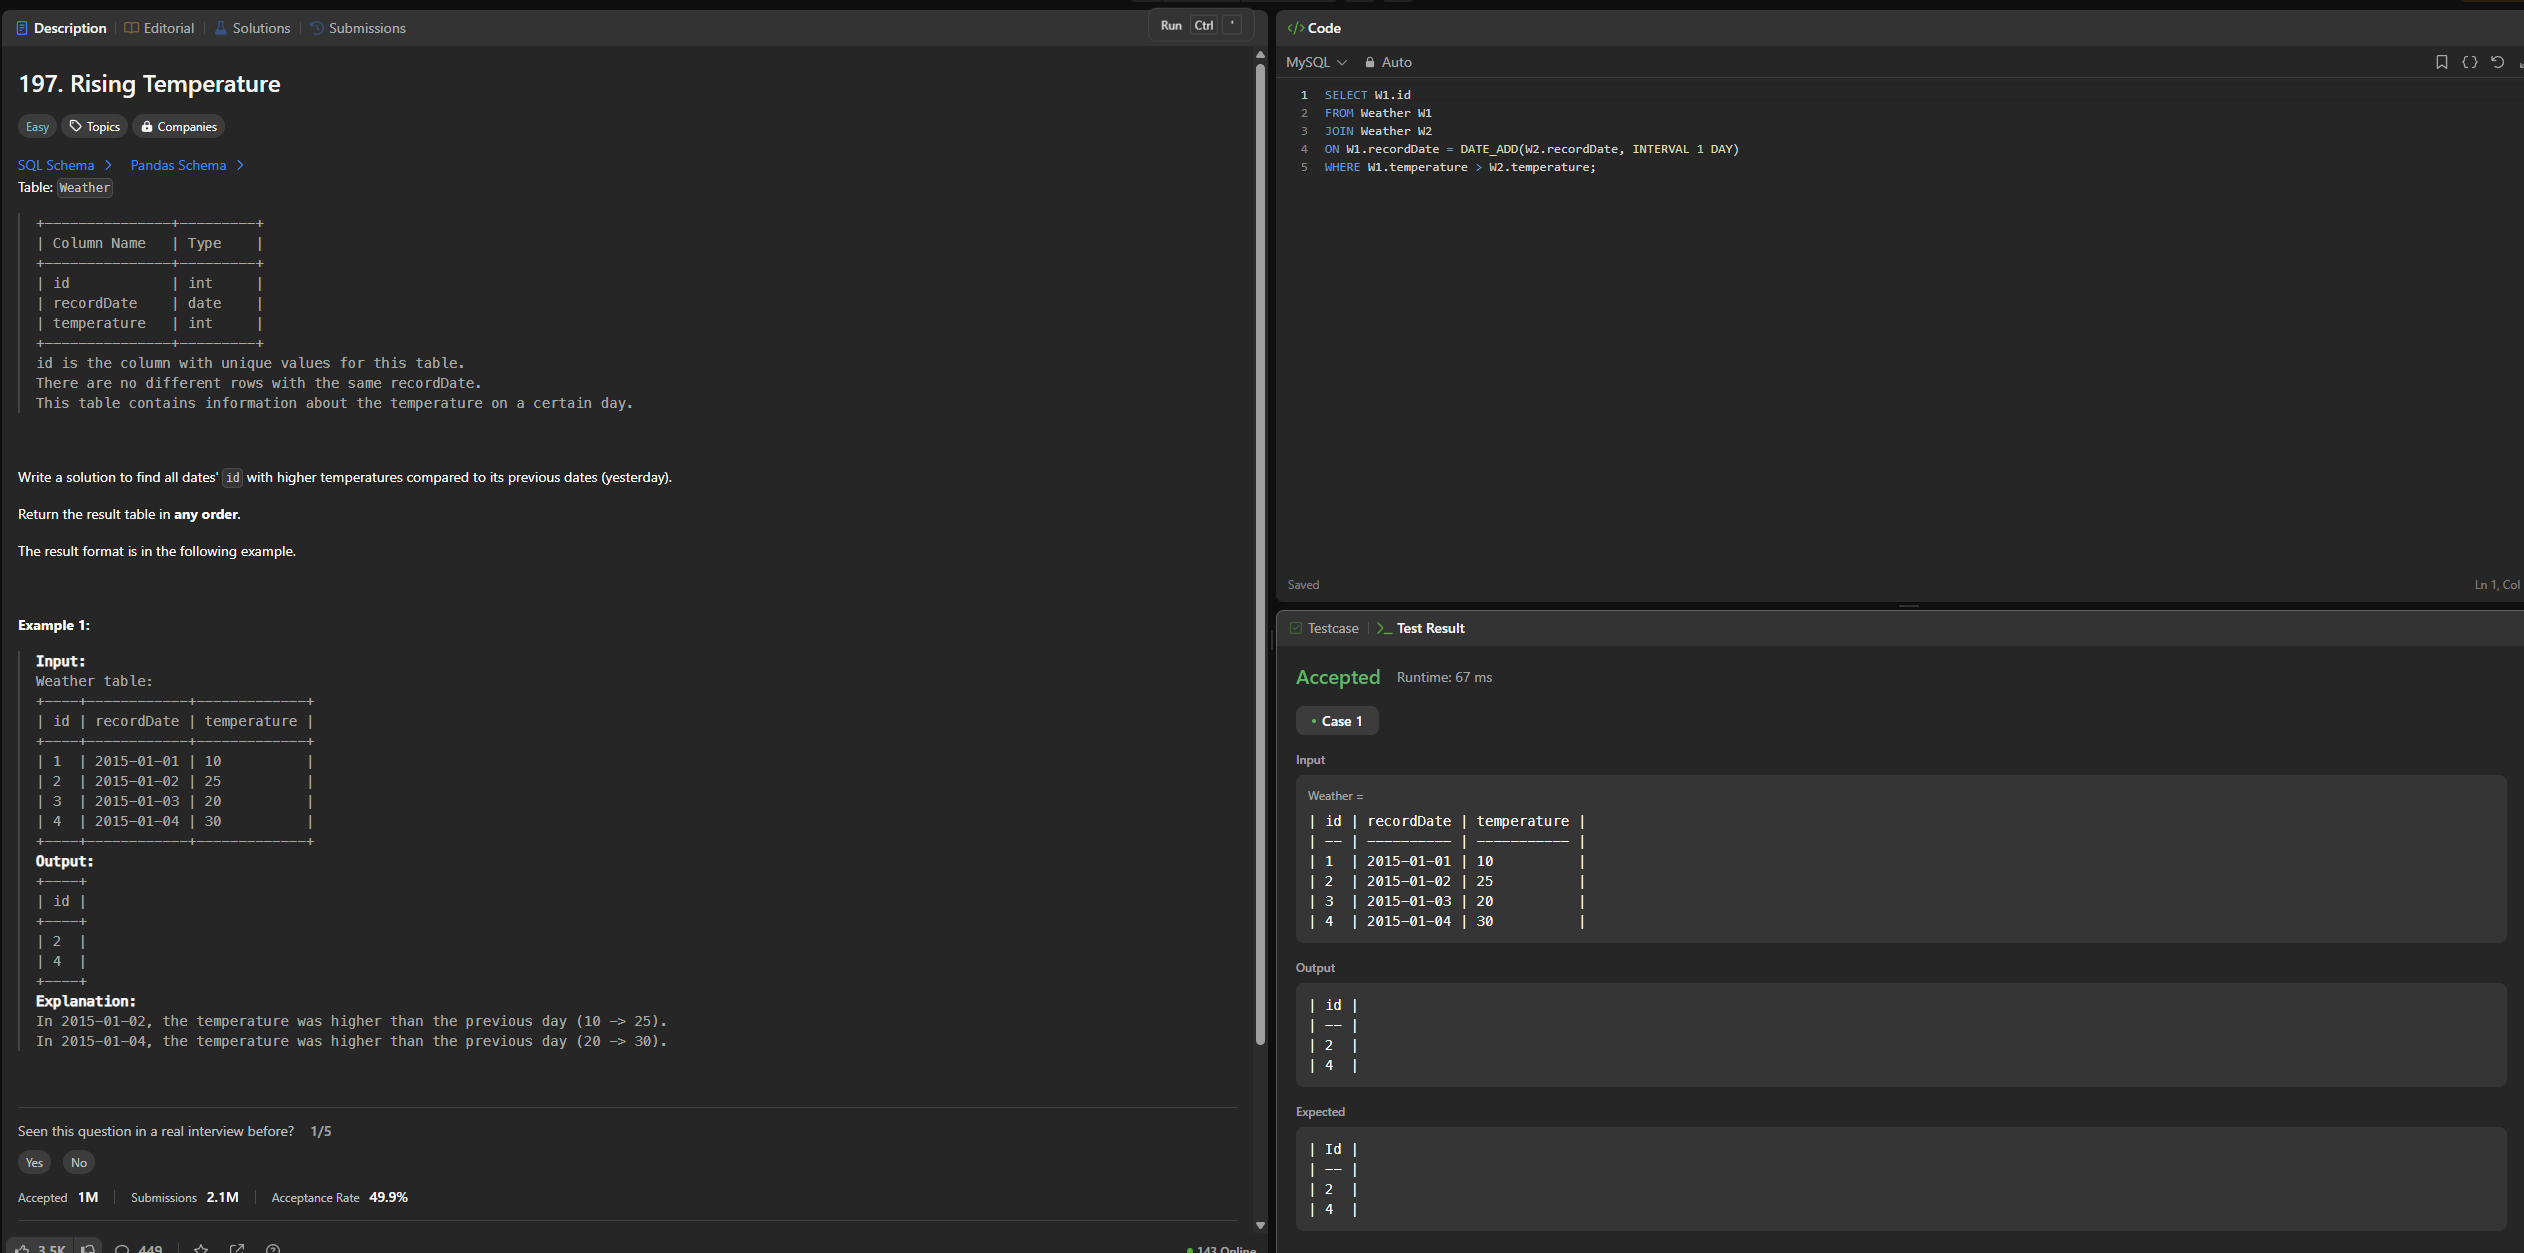 Description
Editorial
Solutions
Submissions
Run Ctrl '
197. Rising Temperature
Easy
Topics
Companies
SQL Schema >
Pandas Schema >
Table: Weather
+---------------+---------+
| Column Name   | Type    |
+---------------+---------+
| id            | int     |
| recordDate    | date    |
| temperature   | int     |
+---------------+---------+
id is the column with unique values for this table.
There are no different rows with the same recordDate.
This table contains information about the temperature on a certain day.
Write a solution to find all dates' id with higher temperatures compared to its previous dates (yesterday).
Return the result table in any order.
The result format is in the following example.
Example 1:
Input:
Weather table:
+----+------------+-------------+
| id | recordDate | temperature |
+----+------------+-------------+
| 1  | 2015-01-01 | 10          |
| 2  | 2015-01-02 | 25          |
| 3  | 2015-01-03 | 20          |
| 4  | 2015-01-04 | 30          |
+----+------------+-------------+
Output:
+----+
| id |
+----+
| 2  |
| 4  |
+----+
Explanation:
In 2015-01-02, the temperature was higher than the previous day (10 -> 25).
In 2015-01-04, the temperature was higher than the previous day (20 -> 30).
Seen this question in a real interview before? 1/5
Yes
No
Accepted 1M
Submissions 2.1M
Acceptance Rate 49.9%
3.5K
449
143 Online
</> Code
MySQL
Auto
1 SELECT W1.id
2 FROM Weather W1
3 JOIN Weather W2
4 ON W1.recordDate = DATE_ADD(W2.recordDate, INTERVAL 1 DAY)
5 WHERE W1.temperature > W2.temperature;
Saved
Ln 1, Col
Testcase
>_ Test Result
Accepted
Runtime: 67 ms
• Case 1
Input
Weather =
| id | recordDate | temperature |
| -- | ---------- | ----------- |
| 1  | 2015-01-01 | 10          |
| 2  | 2015-01-02 | 25          |
| 3  | 2015-01-03 | 20          |
| 4  | 2015-01-04 | 30          |
Output
| id |
| -- |
| 2  |
| 4  |
Expected
| Id |
| -- |
| 2  |
| 4  |